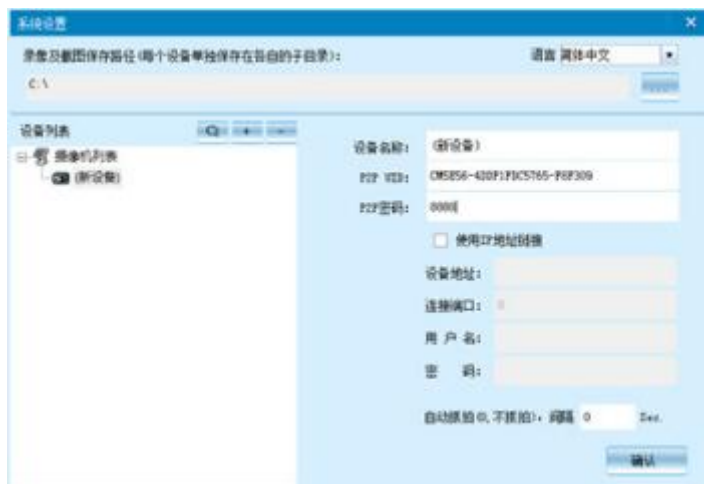 系统设置
录像及截图保存路径(每个设备单独保存在各自的子目录):
语言 简体中文
C:\
设备列表
摄像机列表
(新设备)
设备名称: (新设备)
P2P UID:
P2P密码: 8888
使用IP地址链接
设备地址:
连接端口: 0
用 户 名:
密 码:
自动抓拍(0,不抓拍), 间隔 0 Sec.
确认